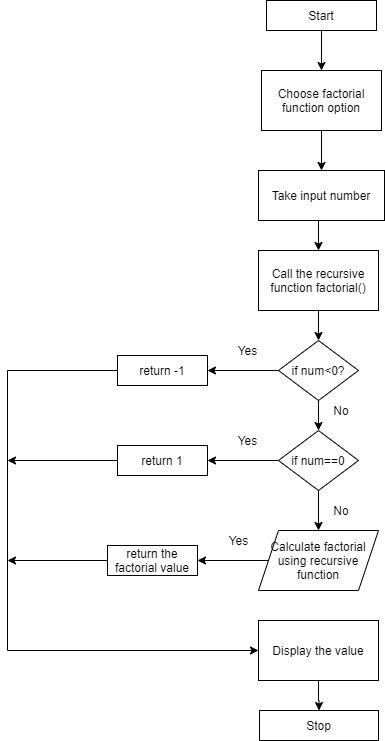 Start
Choose factorial
function option
Take input number
Call the recursive
function factorial()
Yes
return -1
if num<0?
No
Yes
return 1
if num==0
No
Yes
Calculate factorial
using recursive
function
return the
factorial value
Display the value
Stop